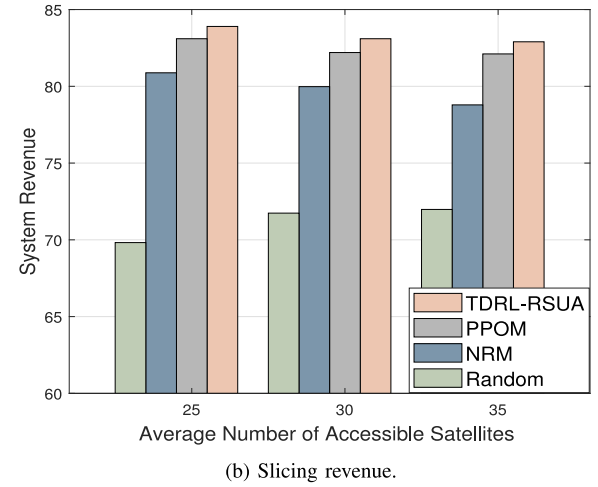 85
80
75
70
65
60
System Revenue
TDRL-RSUA
PPOM
NRM
Random
25
30
35
Average Number of Accessible Satellites
(b) Slicing revenue.